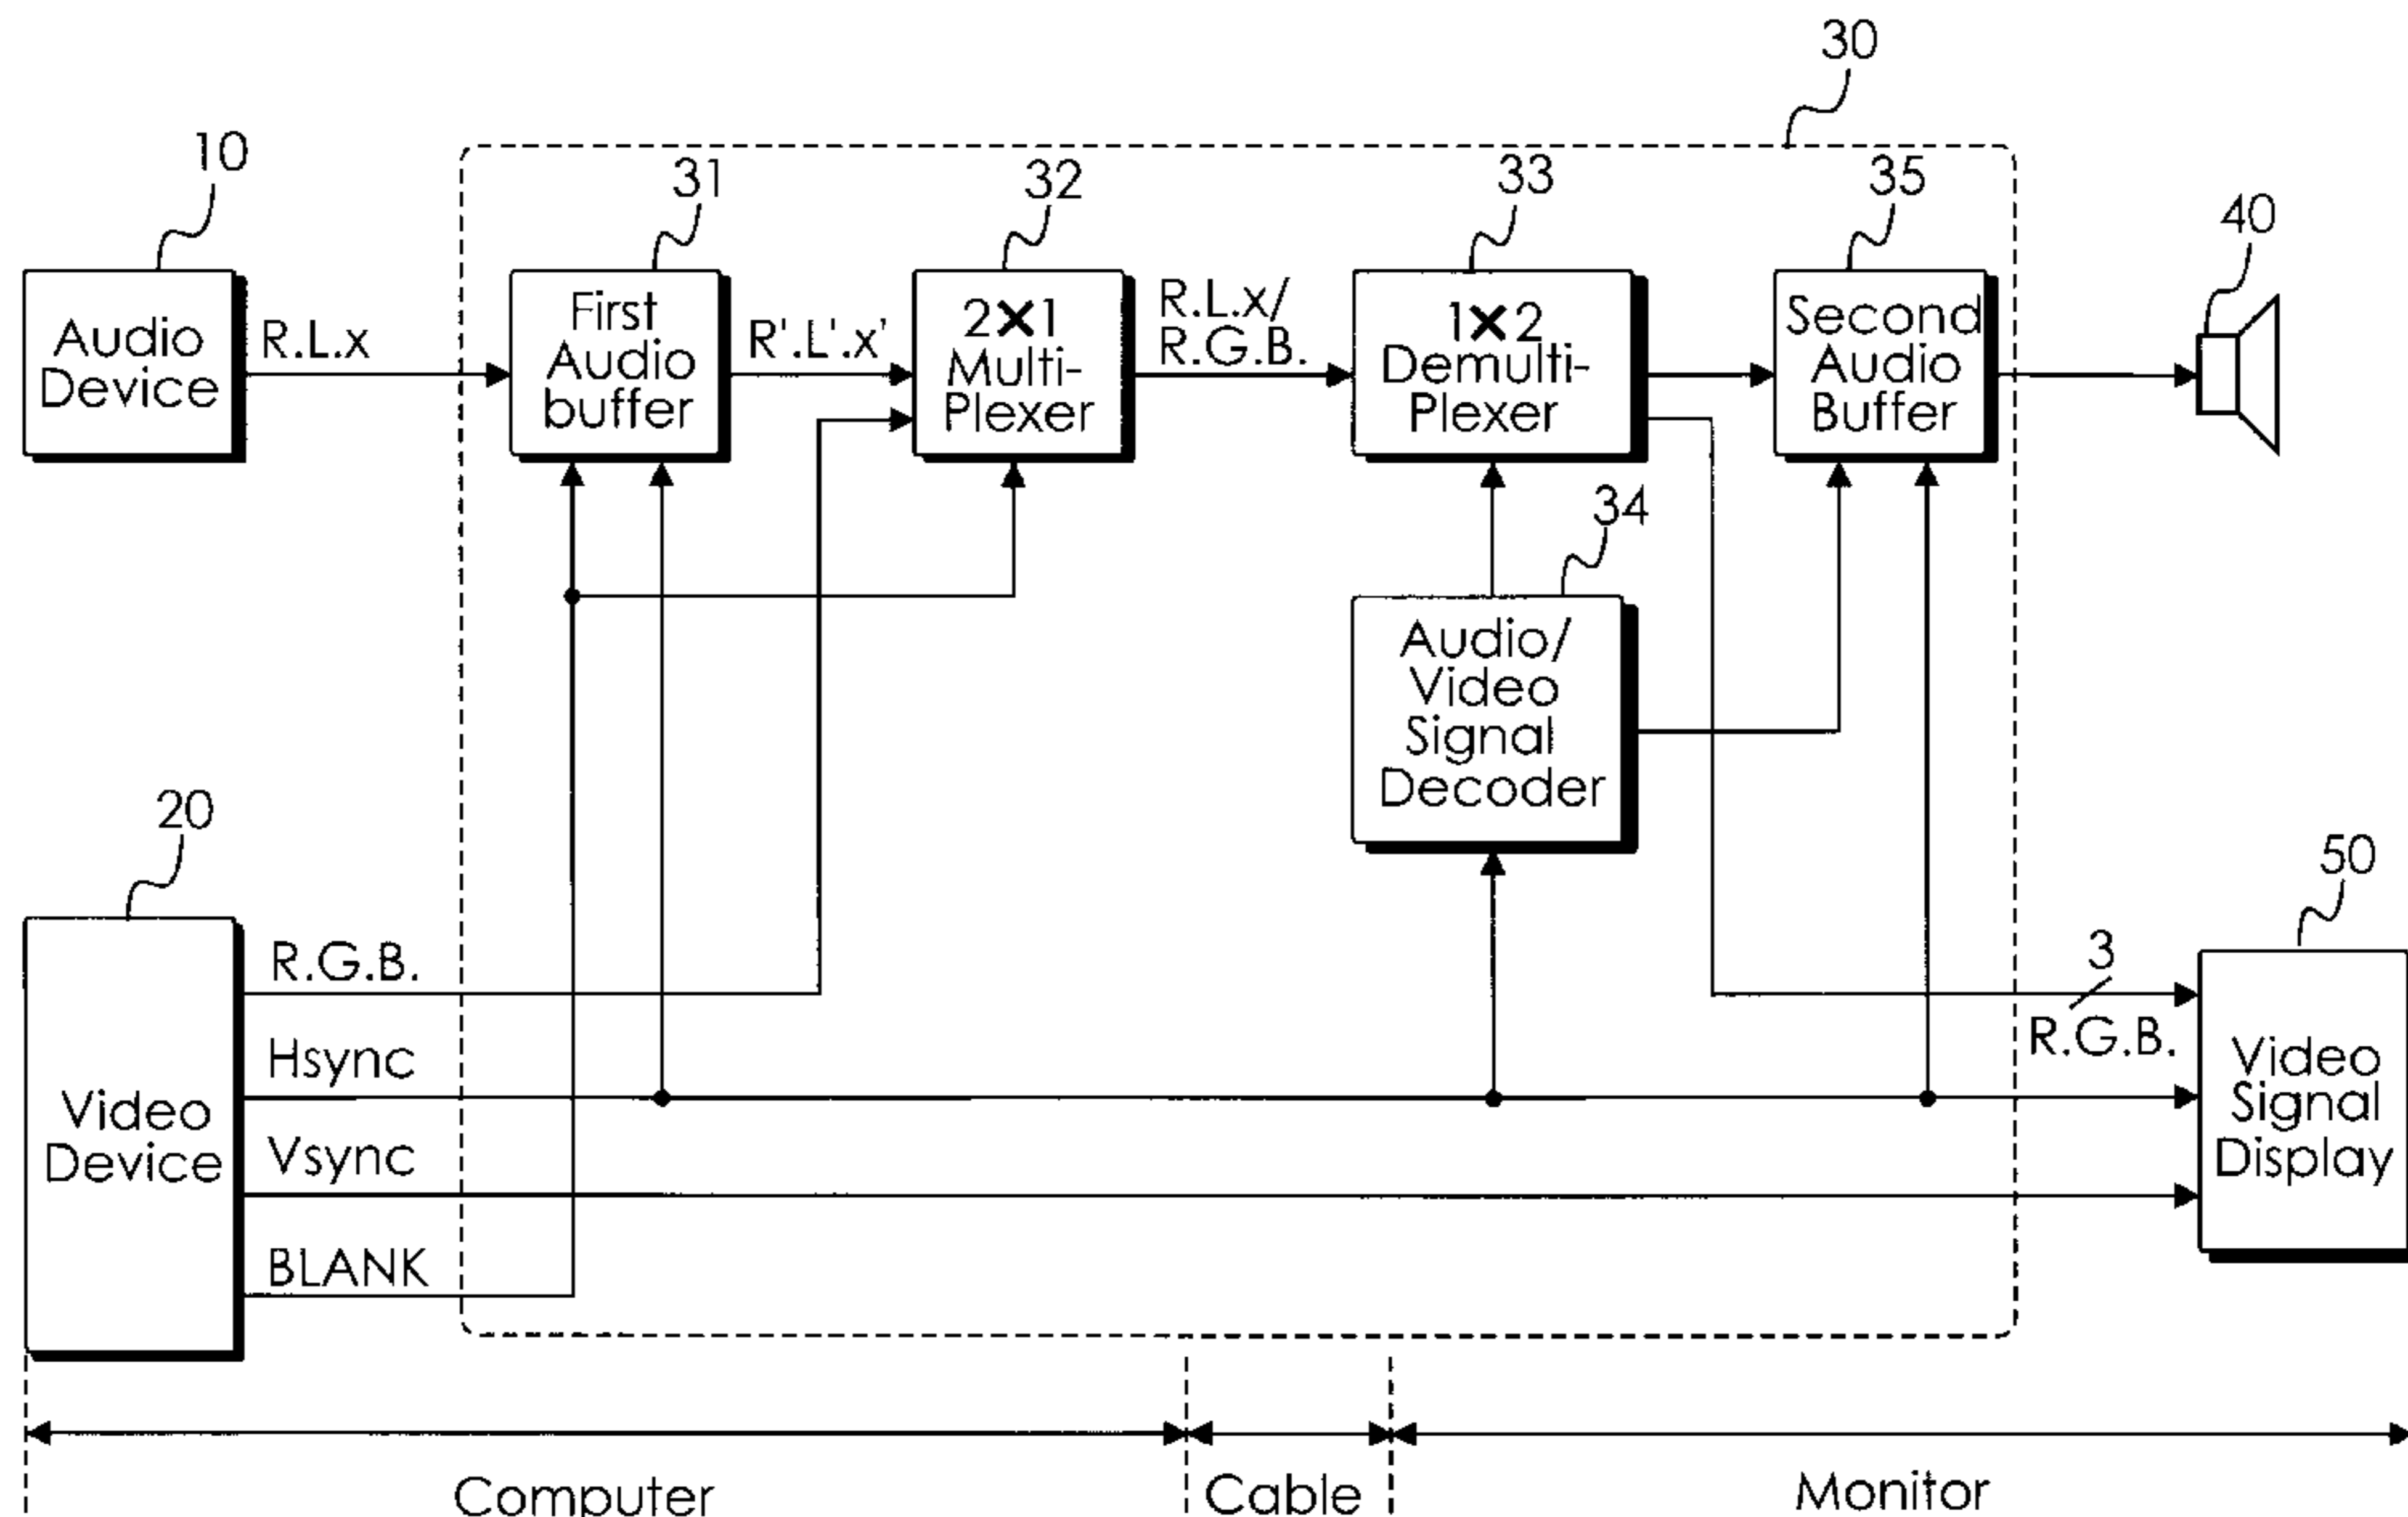 30
10
31
32
33
35
40
Audio
Device
R.L.x
First
Audio
buffer
R'.L'.x'
2×1
Multi-
Plexer
R.L.x/
R.G.B.
1×2
Demulti-
Plexer
Second
Audio
Buffer
34
Audio/
Video
Signal
Decoder
20
50
Video
Device
R.G.B.
Hsync
Vsync
BLANK
3
R.G.B.
Video
Signal
Display
Computer
Cable
Monitor